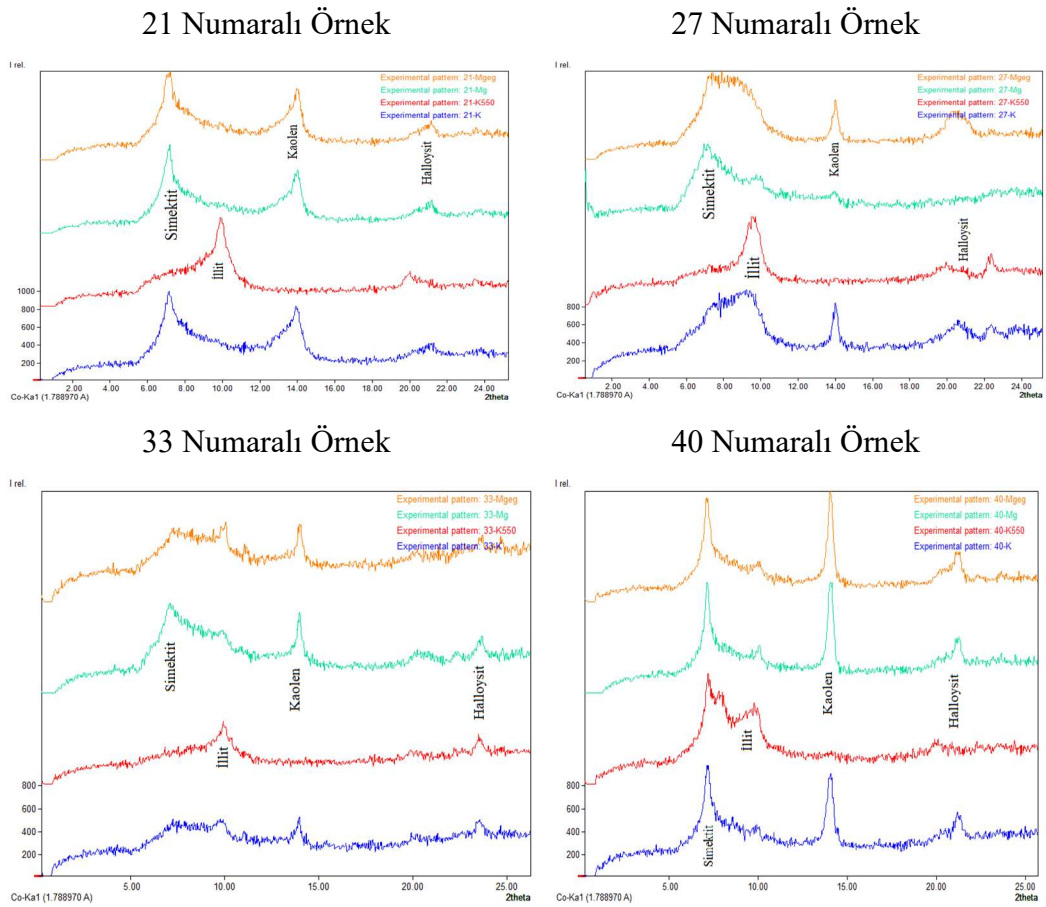 21 Numaralı Örnek
I rel.
Experimental pattern: 21-Mgeg
Experimental pattern: 21-Mg
Experimental pattern: 21-K550
Experimental pattern: 21-K
Simektit
İllit
Kaolen
Halloysit
1000
800
600
400
200
2.00 4.00 6.00 8.00 10.00 12.00 14.00 16.00 18.00 20.00 22.00 24.00
Co-Ka1 (1.788970 A) 2theta
27 Numaralı Örnek
I rel.
Experimental pattern: 27-Mgeg
Experimental pattern: 27-Mg
Experimental pattern: 27-K550
Experimental pattern: 27-K
Simektit
İllit
Kaolen
Halloysit
800
600
400
200
2.00 4.00 6.00 8.00 10.00 12.00 14.00 16.00 18.00 20.00 22.00 24.00
Co-Ka1 (1.788970 A) 2theta
33 Numaralı Örnek
I rel.
Experimental pattern: 33-Mgeg
Experimental pattern: 33-Mg
Experimental pattern: 33-K550
Experimental pattern: 33-K
Simektit
İllit
Kaolen
Halloysit
800
600
400
200
5.00 10.00 15.00 20.00 25.00
Co-Ka1 (1.788970 A) 2theta
40 Numaralı Örnek
I rel.
Experimental pattern: 40-Mgeg
Experimental pattern: 40-Mg
Experimental pattern: 40-K550
Experimental pattern: 40-K
Simektit
İllit
Kaolen
Halloysit
800
600
400
200
5.00 10.00 15.00 20.00 25.00
Co-Ka1 (1.788970 A) 2theta